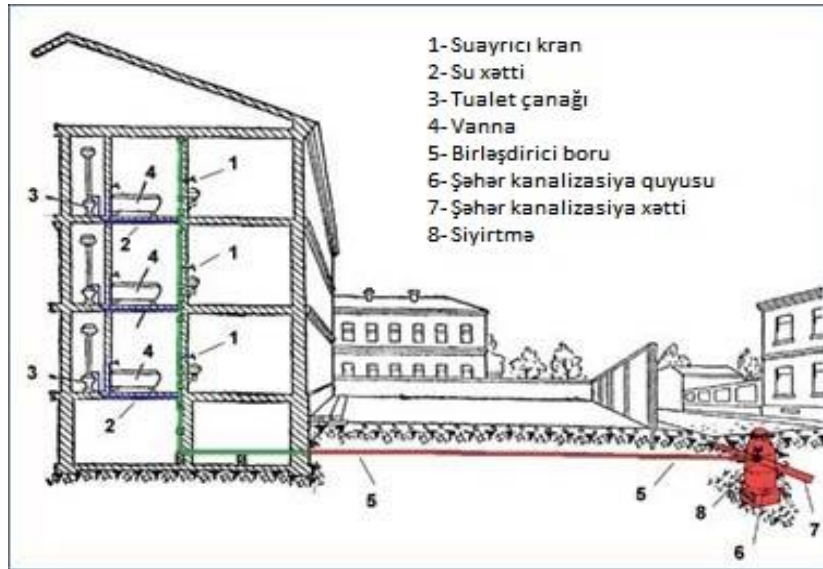 1- Suayrıcı kran
2- Su xətti
3- Tualet çanağı
4- Vanna
5- Birləşdirici boru
6- Şəhər kanalizasiya quyusu
7- Şəhər kanalizasiya xətti
8- Siyirtmə
4
1
3
2
4
1
4
1
3
2
5
5
8
7
6